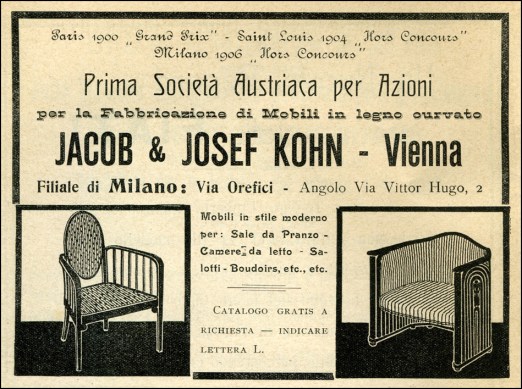 Paris 1900 „Grand Prix" - Saint Louis 1904 „Hors Concours"
Milano 1906 „Hors Concours"
Prima Società Austriaca per Azioni
per la Fabbricazione di Mobili in legno curvato
JACOB & JOSEF KOHN - Vienna
Filiale di Milano: Via Orefici - Angolo Via Vittor Hugo, 2
Mobili in stile moderno
per: Sale da Pranzo -
Camere da letto - Sa-
lotti - Boudoirs, etc., etc.
CATALOGO GRATIS A
RICHIESTA — INDICARE
LETTERA L.